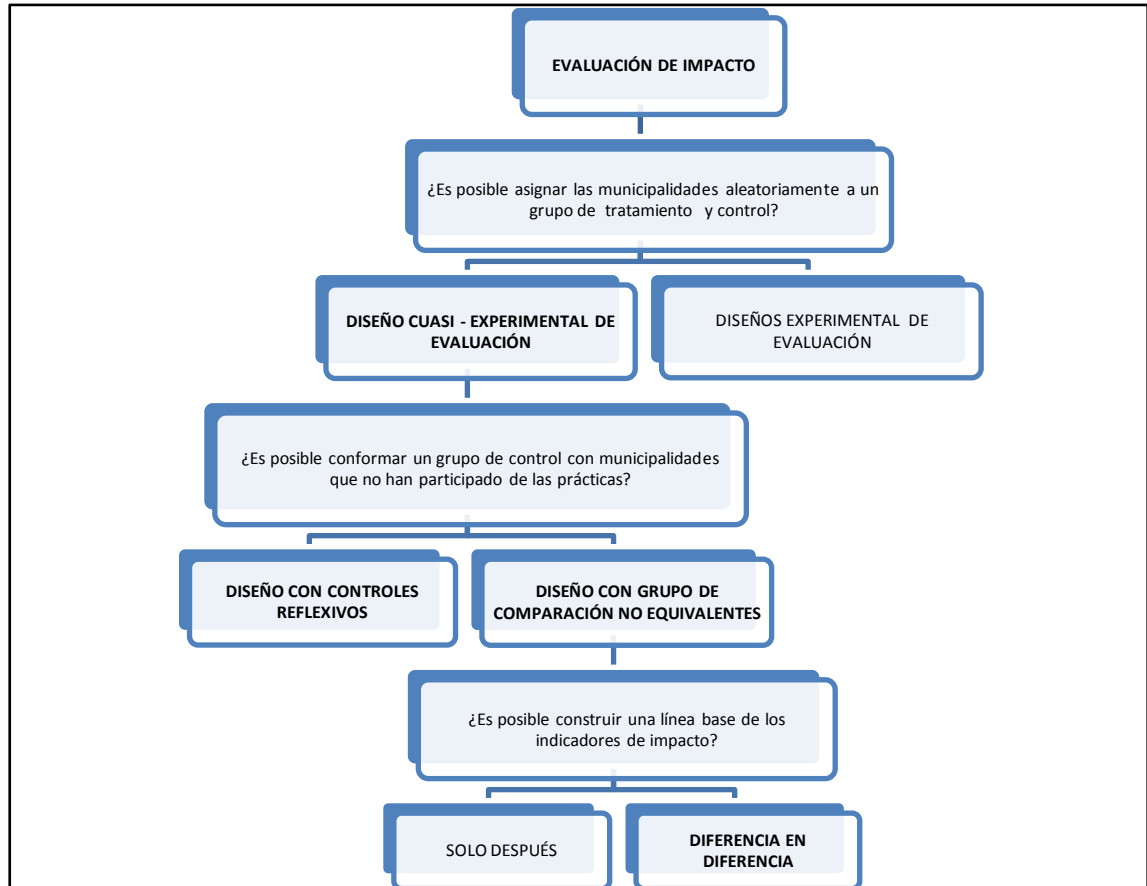 EVALUACIÓN DE IMPACTO
¿Es posible asignar las municipalidades aleatoriamente a un
grupo de tratamiento y control?
DISEÑO CUASI - EXPERIMENTAL DE
EVALUACIÓN
DISEÑOS EXPERIMENTAL DE
EVALUACIÓN
¿Es posible conformar un grupo de control con municipalidades
que no han participado de las prácticas?
DISEÑO CON CONTROLES
REFLEXIVOS
DISEÑO CON GRUPO DE
COMPARACIÓN NO EQUIVALENTES
¿Es posible construir una línea base de los
indicadores de impacto?
SOLO DESPUÉS
DIFERENCIA EN
DIFERENCIA